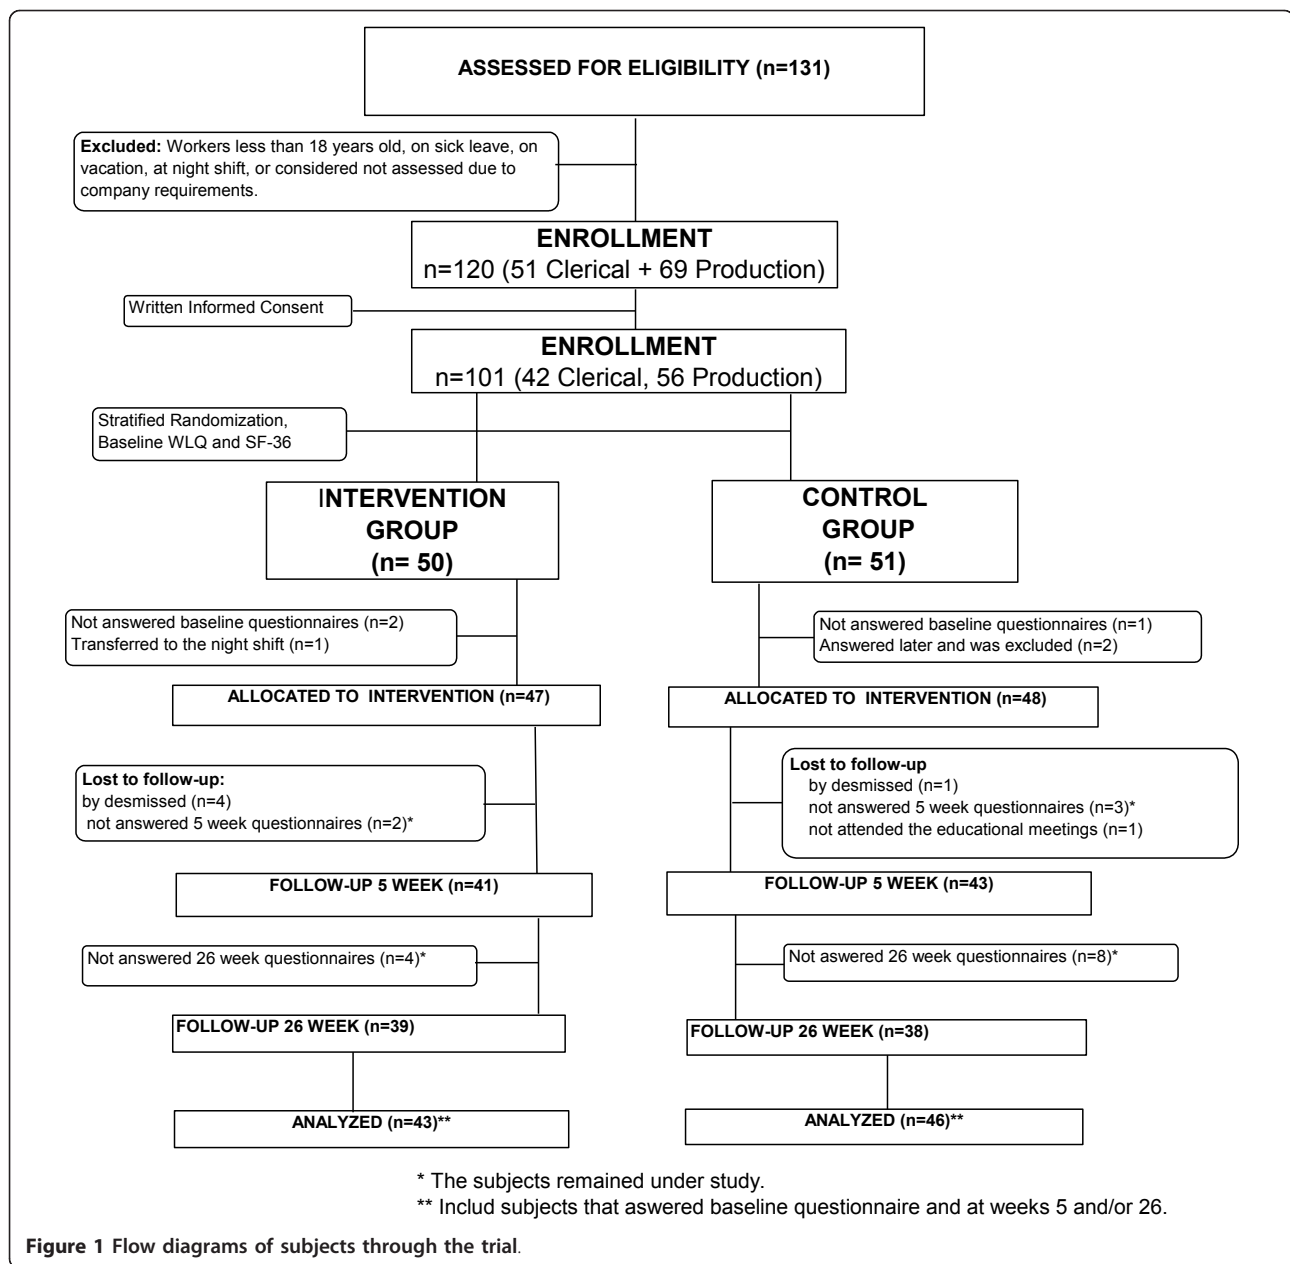 ASSESSED FOR ELIGIBILITY (n=131)
Excluded: Workers less than 18 years old, on sick leave, on
vacation, at night shift, or considered not assessed due to
company requirements.
ENROLLMENT
n=120 (51 Clerical + 69 Production)
Written Informed Consent
ENROLLMENT
n=101 (42 Clerical, 56 Production)
Stratified Randomization,
Baseline WLQ and SF-36
INTERVENTION
GROUP
(n= 50)
CONTROL
GROUP
(n= 51)
Not answered baseline questionnaires (n=2)
Transferred to the night shift (n=1)
Not answered baseline questionnaires (n=1)
Answered later and was excluded (n=2)
ALLOCATED TO INTERVENTION (n=47)
ALLOCATED TO INTERVENTION (n=48)
Lost to follow-up:
by desmissed (n=4)
not answered 5 week questionnaires (n=2)*
Lost to follow-up
by desmissed (n=1)
not answered 5 week questionnaires (n=3)*
not attended the educational meetings (n=1)
FOLLOW-UP 5 WEEK (n=41)
FOLLOW-UP 5 WEEK (n=43)
Not answered 26 week questionnaires (n=4)*
Not aswered 26 week questionnaires (n=8)*
FOLLOW-UP 26 WEEK (n=39)
FOLLOW-UP 26 WEEK (n=38)
ANALYZED (n=43)**
ANALYZED (n=46)**
* The subjects remained under study.
** Includ subjects that aswered baseline questionnaire and at weeks 5 and/or 26.
Figure 1 Flow diagrams of subjects through the trial.